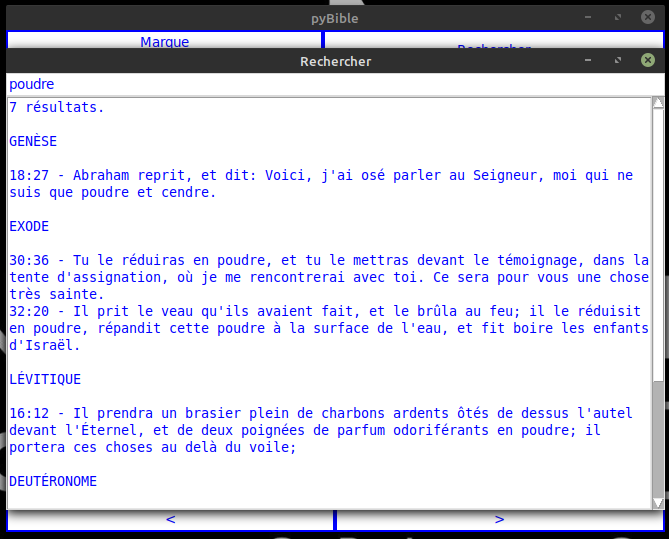 pyBible
Marque
Rechercher
Rechercher
poudre
7 résultats.
GENÈSE
18:27 - Abraham reprit, et dit: Voici, j'ai osé parler au Seigneur, moi qui ne
suis que poudre et cendre.
EXODE
30:36 - Tu le réduiras en poudre, et tu le mettras devant le témoignage, dans la
tente d'assignation, où je me rencontrerai avec toi. Ce sera pour vous une chose
très sainte.
32:20 - Il prit le veau qu'ils avaient fait, et le brûla au feu; il le réduisit
en poudre, répandit cette poudre à la surface de l'eau, et fit boire les enfants
d'Israël.
LÉVITIQUE
16:12 - Il prendra un brasier plein de charbons ardents ôtés de dessus l'autel
devant l'Éternel, et de deux poignées de parfum odoriférants en poudre; il
portera ces choses au delà du voile;
DEUTÉRONOME
< >